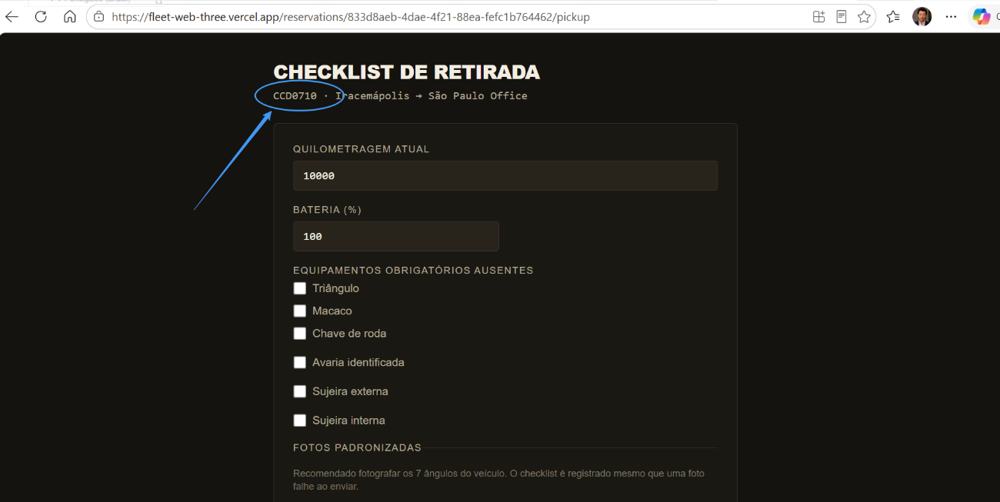 https://fleet-web-three.vercel.app/reservations/833d8aeb-4dae-4f21-88ea-fefc1b764462/pickup
CHECKLIST DE RETIRADA
CCD0710 · Iracemápolis → São Paulo Office
QUILOMETRAGEM ATUAL
10000
BATERIA (%)
100
EQUIPAMENTOS OBRIGATÓRIOS AUSENTES
Triângulo
Macaco
Chave de roda
Avaria identificada
Sujeira externa
Sujeira interna
FOTOS PADRONIZADAS
Recomendado fotografar os 7 ângulos do veículo. O checklist é registrado mesmo que uma foto
falhe ao enviar.